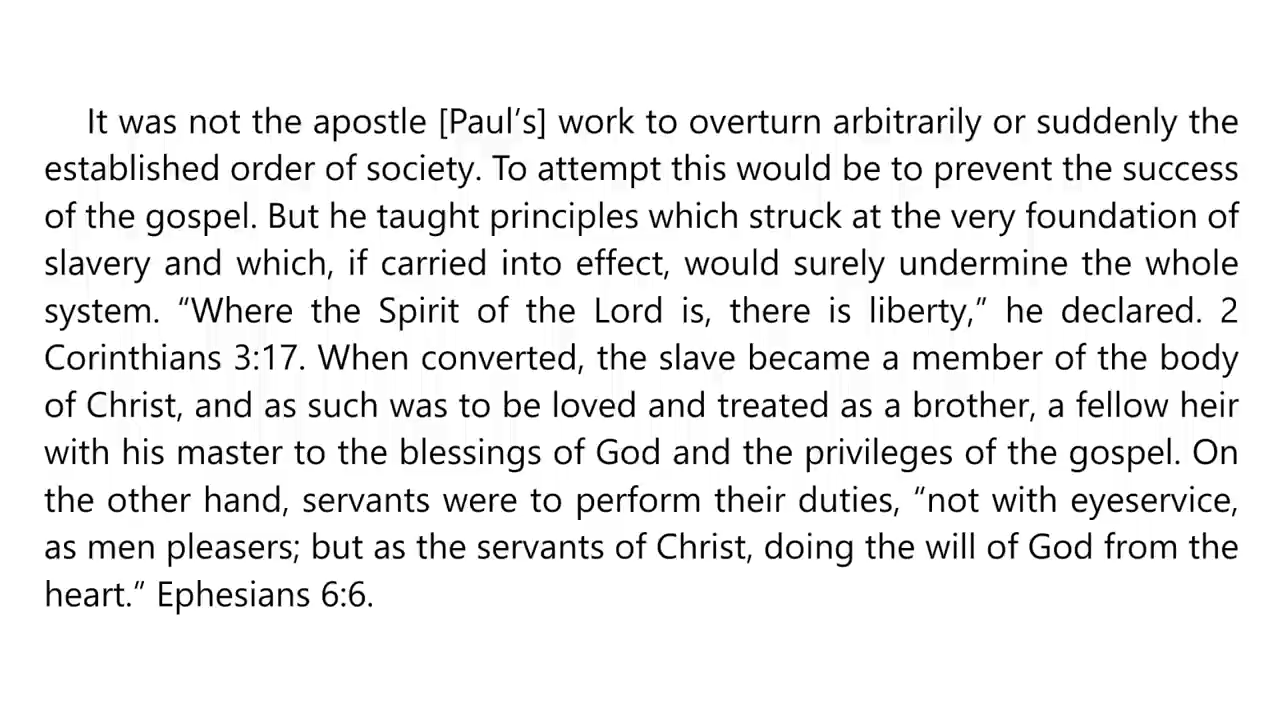 It was not the apostle [Paul’s] work to overturn arbitrarily or suddenly the
established order of society. To attempt this would be to prevent the success
of the gospel. But he taught principles which struck at the very foundation of
slavery and which, if carried into effect, would surely undermine the whole
system. “Where the Spirit of the Lord is, there is liberty,” he declared. 2
Corinthians 3:17. When converted, the slave became a member of the body
of Christ, and as such was to be loved and treated as a brother, a fellow heir
with his master to the blessings of God and the privileges of the gospel. On
the other hand, servants were to perform their duties, “not with eyeservice,
as men pleasers; but as the servants of Christ, doing the will of God from the
heart.” Ephesians 6:6.